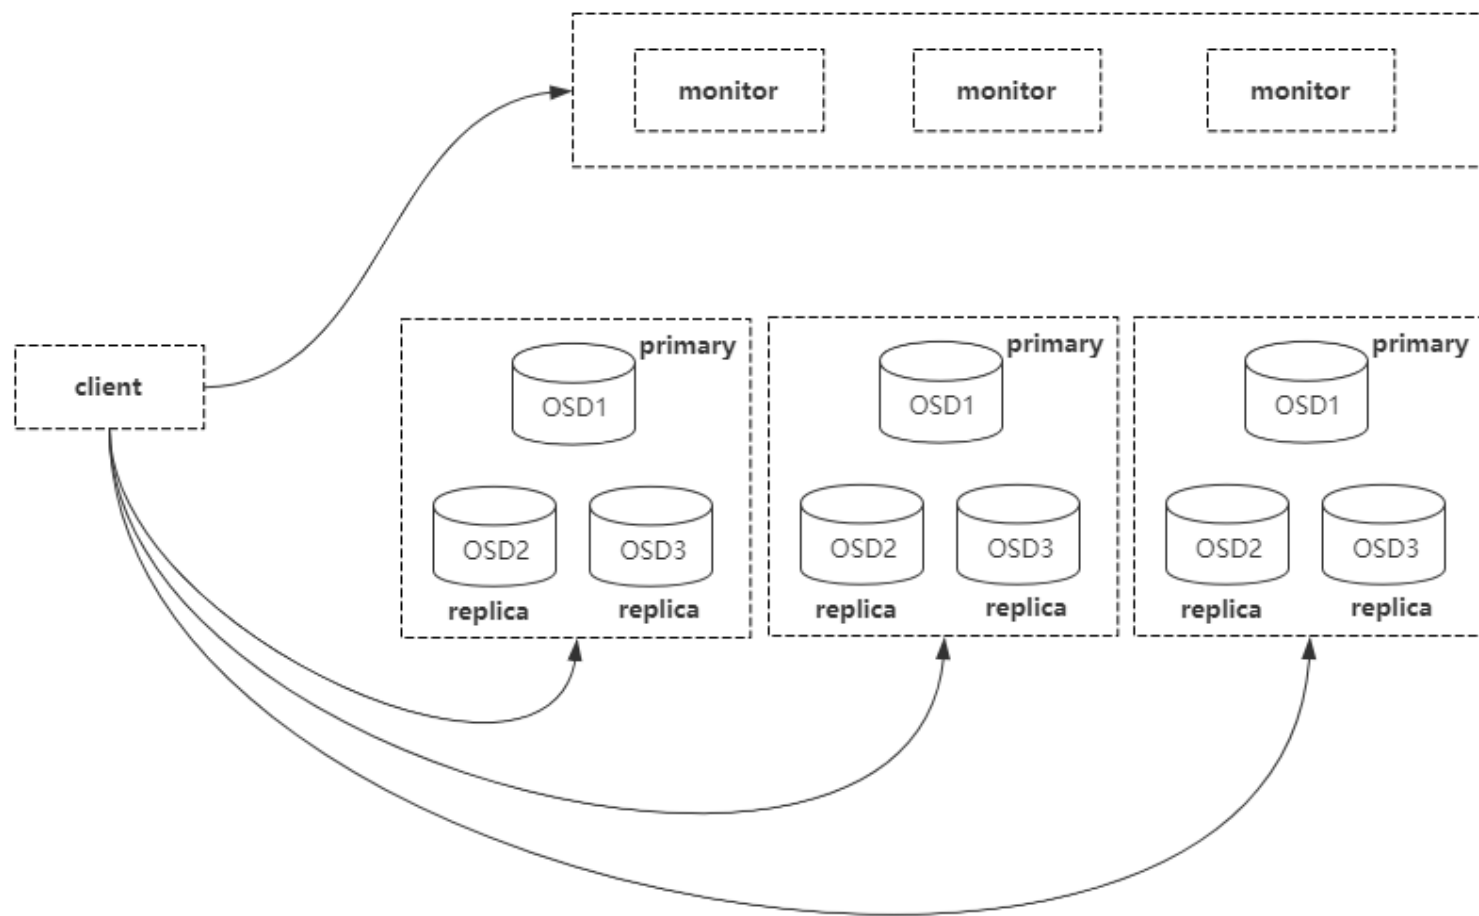 monitor
monitor
monitor
client
primary
OSD1
OSD2
OSD3
replica
replica
primary
OSD1
OSD2
OSD3
replica
replica
primary
OSD1
OSD2
OSD3
replica
replica